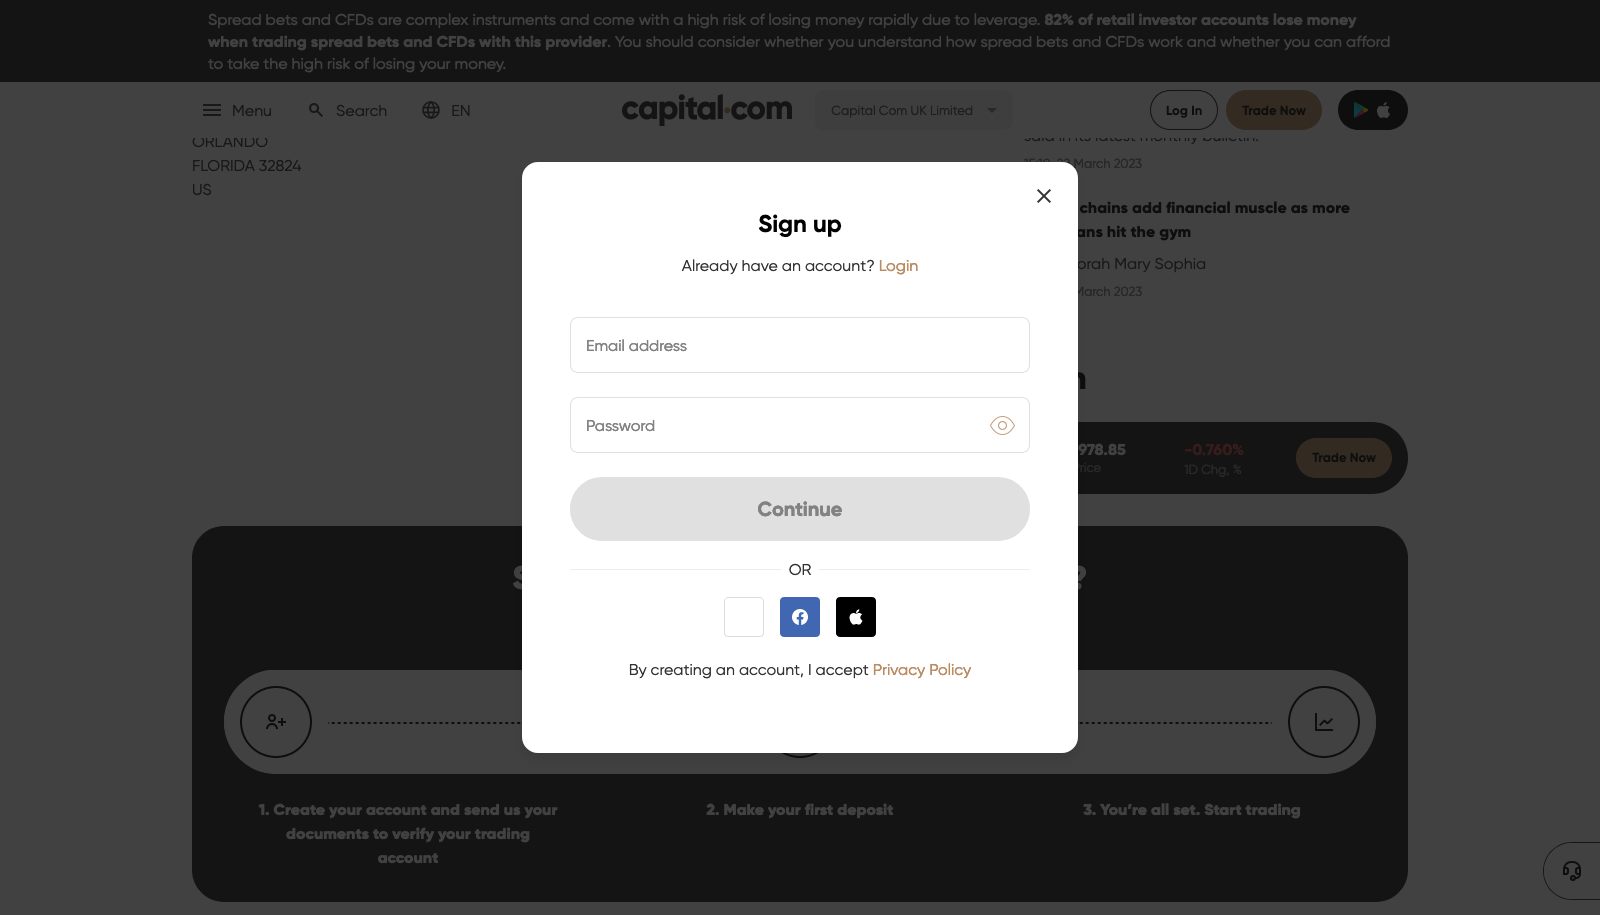 Spread bets and CFDs are complex instruments and come with a high risk of losing money rapidly due to leverage. 82% of retail investor accounts lose money
when trading spread bets and CFDs with this provider. You should consider whether you understand how spread bets and CFDs work and whether you can afford
to take the high risk of losing your money.
Menu
Search
EN
capital.com
Capital Com UK Limited
Log In
Trade Now
ORLANDO
FLORIDA 32824
US
said in its latest monthly bulletin.
March 2023
chains add financial muscle as more
hit the gym
Mary Sophia
March 2023
Sign up
Already have an account? Login
Email address
Password
Continue
OR
By creating an account, I accept Privacy Policy
978.85
-0.760%
1D Chg, %
Trade Now
1. Create your account and send us your
documents to verify your trading
account
2. Make your first deposit
3. You're all set. Start trading